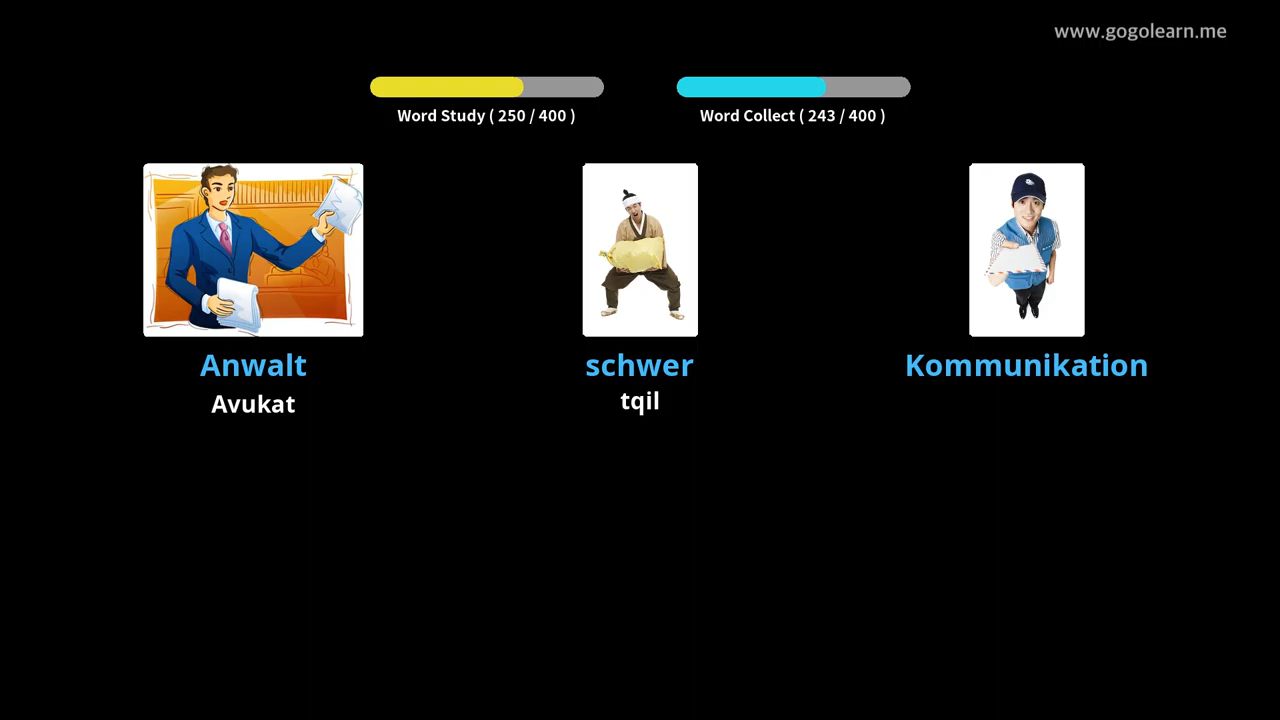 www.gogolearn.me
Word Study ( 250 / 400 )
Word Collect ( 243 / 400 )
Anwalt
Avukat
schwer
tqil
Kommunikation